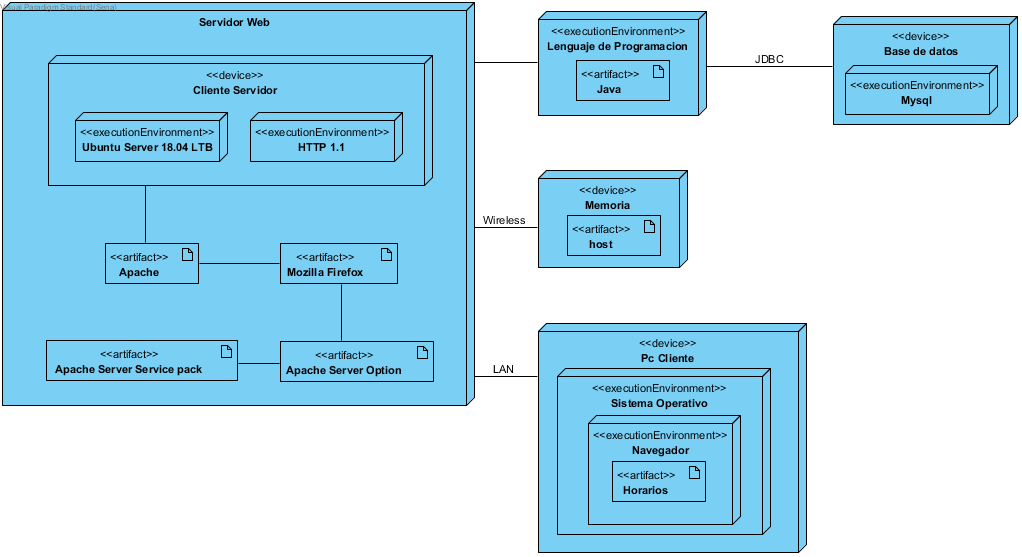 Visual Paradigm Standard(Seria)
Servidor Web
<<device>>
Cliente Servidor
<<executionEnvironment>>
Ubuntu Server 18.04 LTB
<<executionEnvironment>>
HTTP 1.1
<<artifact>>
Apache
<<artifact>>
Mozilla Firefox
<<artifact>>
Apache Server Service pack
<<artifact>>
Apache Server Option
<<executionEnvironment>>
Lenguaje de Programacion
<<artifact>>
Java
JDBC
<<device>>
Base de datos
<<executionEnvironment>>
Mysql
Wireless
<<device>>
Memoria
<<artifact>>
host
LAN
<<device>>
Pc Cliente
<<executionEnvironment>>
Sistema Operativo
<<executionEnvironment>>
Navegador
<<artifact>>
Horarios